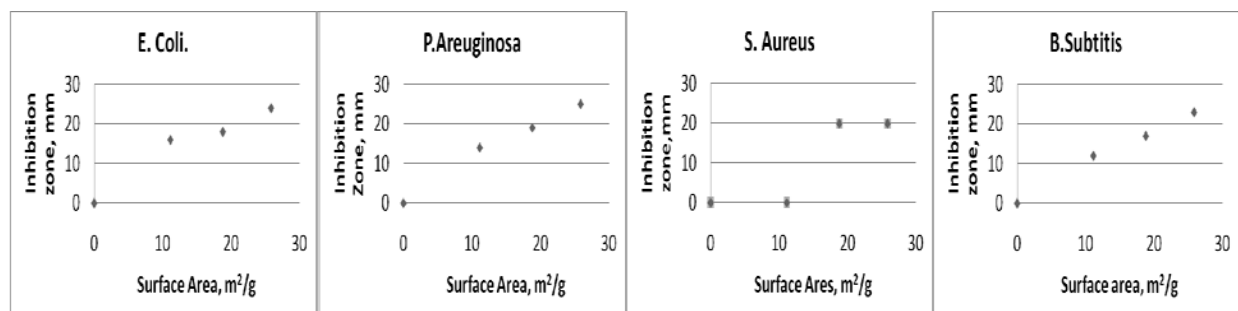 E. Coli.
Inhibition
zone, mm
30
20
10
0
0 10 20 30
Surface Area, m²/g
P.Areuginosa
Inhibition
Zone, mm
30
20
10
0
0 10 20 30
Surface Area, m²/g
S. Aureus
Inhibition
zone,mm
30
20
10
0
0 10 20 30
Surface Ares, m²/g
B.Subtitis
Inhibition
zone, mm
30
20
10
0
0 10 20 30
Surface area, m²/g